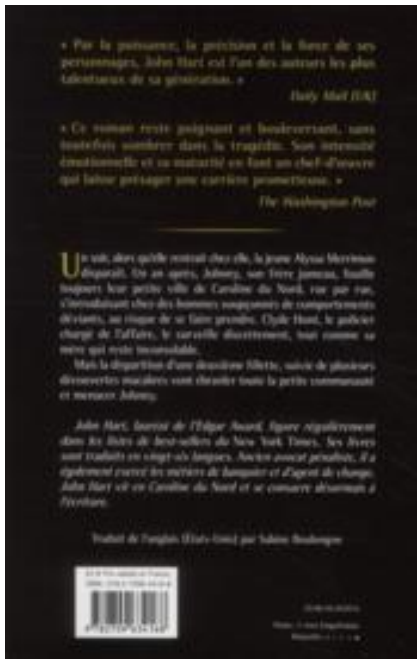 « Par la puissance, la précision et la force de ses
personnages, John Hart est l'un des auteurs les plus
talentueux de sa génération. »
Daily Mail [UK]
« Ce roman reste poignant et bouleversant, sans
toutefois sombrer dans la tragédie. Son intensité
émotionnelle et sa maturité en font un chef-d'œuvre
qui laisse présager une carrière prometteuse. »
The Washington Post
Un soir, alors qu'elle rentrait chez elle, la jeune Alyssa Merrimon
disparaît. Un an après, Johnny, son frère jumeau, fouille
toujours leur petite ville de Caroline du Nord, rue par rue,
s'introduisant chez des hommes soupçonnés de comportements
déviants, au risque de se faire prendre. Clyde Hunt, le policier
chargé de l'affaire, le surveille discrètement, tout comme sa
mère qui reste inconsolable.
Mais la disparition d'une deuxième fillette, suivie de plusieurs
découvertes macabres vont ébranler toute la petite communauté
et menacer Johnny.
John Hart, lauréat de l'Edgar Award, figure régulièrement
dans les listes de best-sellers du New York Times. Ses livres
sont traduits en vingt-six langues. Ancien avocat pénaliste, il a
également exercé les métiers de banquier et d'agent de change.
John Hart vit en Caroline du Nord et se consacre désormais à
l'écriture.
Traduit de l'anglais (États-Unis) par Sabine Boulongne